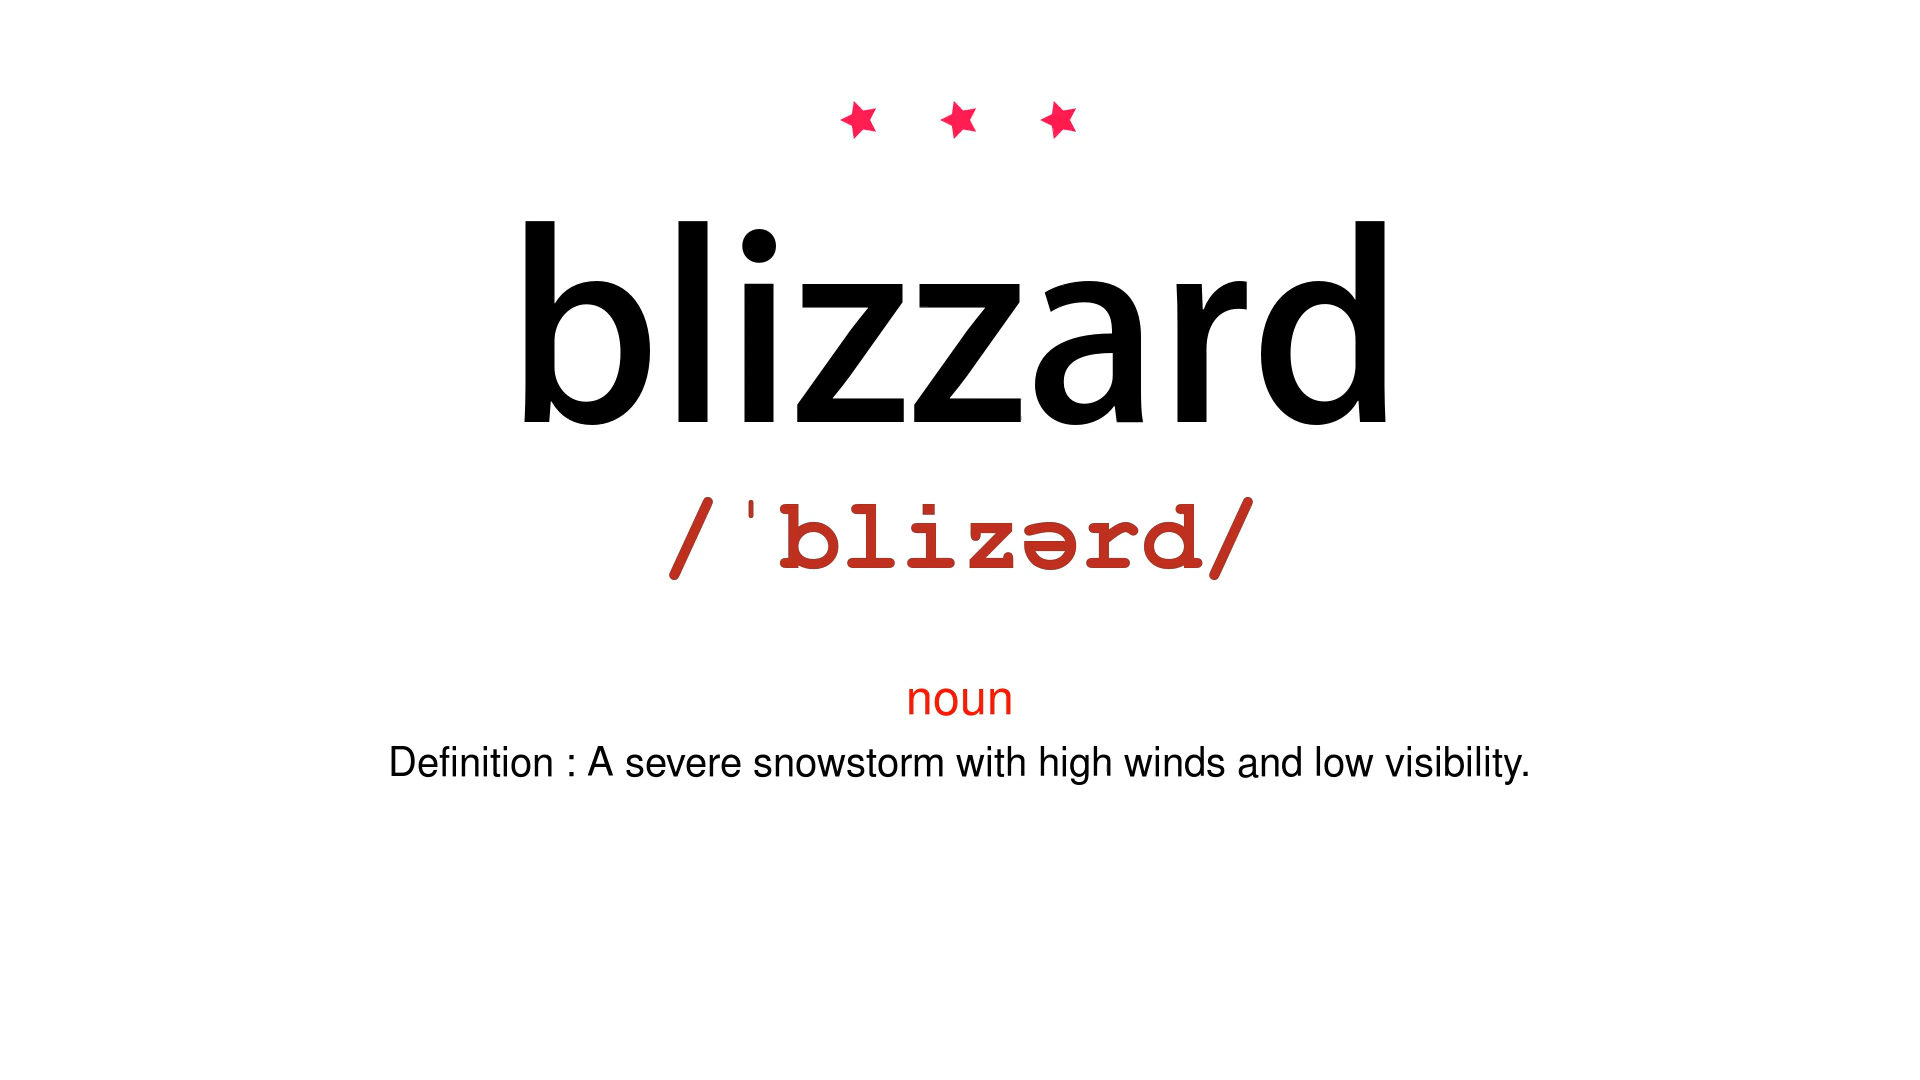 blizzard
/ˈblizərd/
noun
Definition : A severe snowstorm with high winds and low visibility.